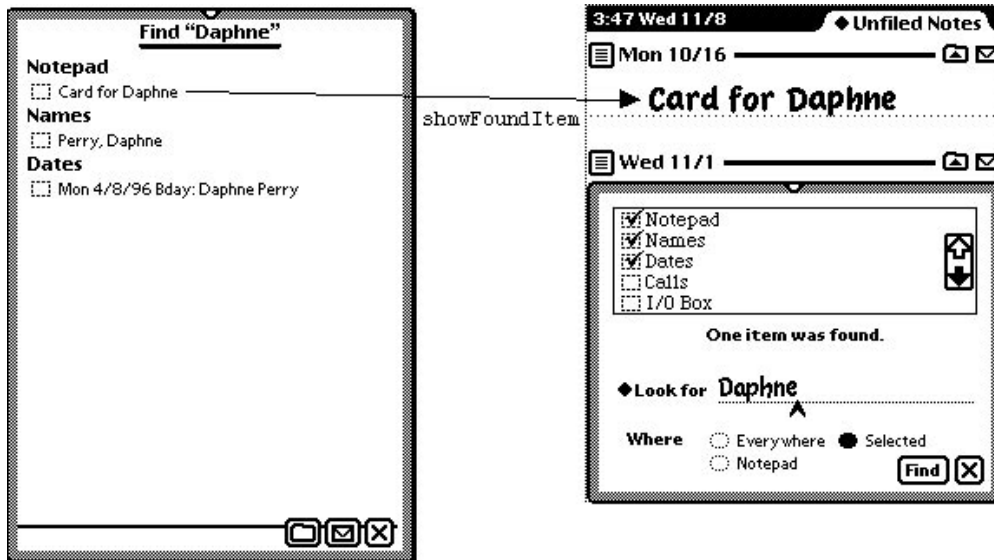 Find “Daphne”
Notepad
Card for Daphne
Names
Perry, Daphne
Dates
Mon 4/8/96 Bday: Daphne Perry
showFoundItem
3:47 Wed 11/8
Unfiled Notes
Mon 10/16
Card for Daphne
Wed 11/1
Notepad
Names
Dates
Calls
I/O Box
One item was found.
Look for Daphne
Where Everywhere Selected
Notepad
Find